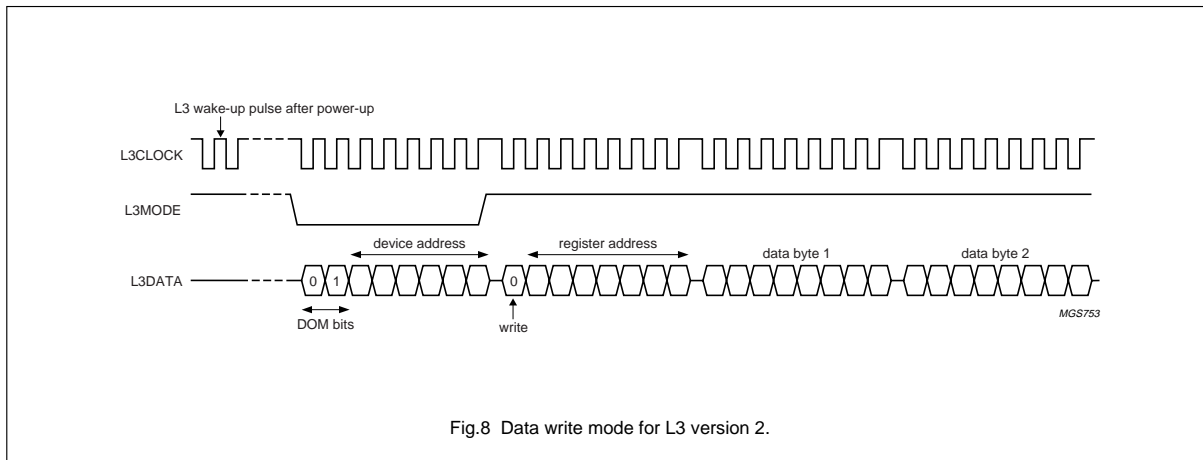 L3 wake-up pulse after power-up
L3CLOCK
L3MODE
device address
register address
data byte 1
data byte 2
L3DATA
0
1
0
DOM bits
write
MGS753
Fig.8 Data write mode for L3 version 2.